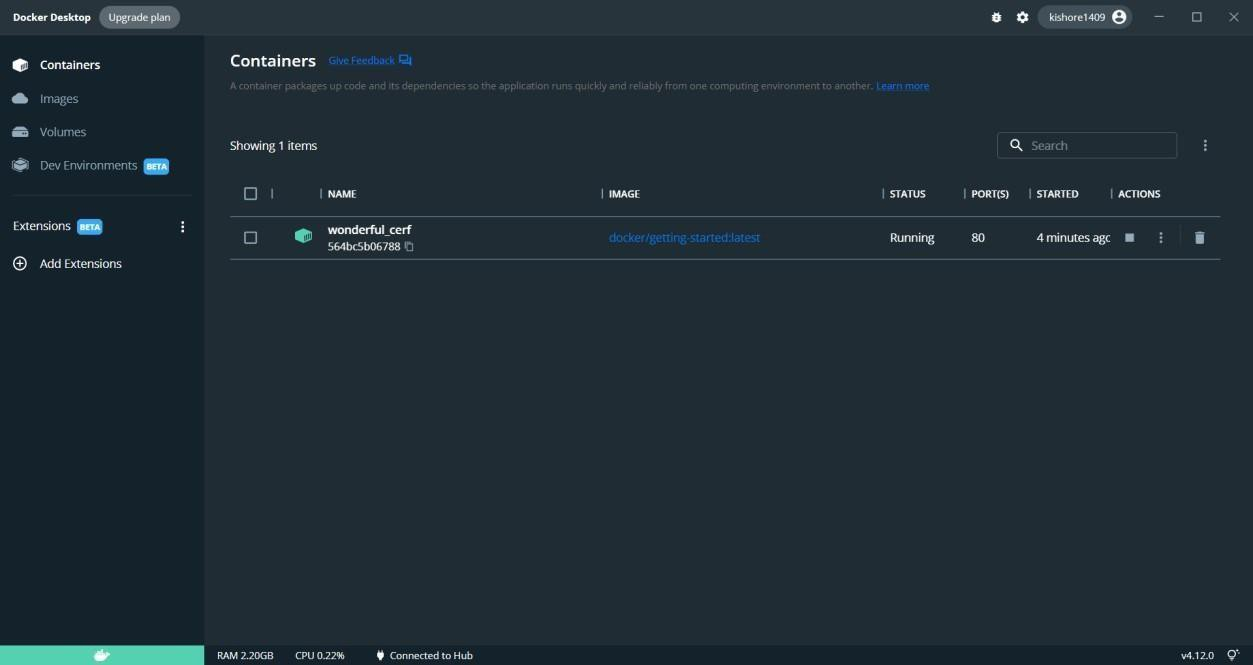 Docker Desktop Upgrade plan kishore1409
Containers
Images
Volumes
Dev Environments BETA
Extensions BETA
Add Extensions
Containers Give Feedback
A container packages up code and its dependencies so the application runs quickly and reliably from one computing environment to another. Learn more
Showing 1 items Search
NAME IMAGE STATUS PORT(S) STARTED ACTIONS
wonderful_cerf
564bc5b06788 docker/getting-started:latest Running 80 4 minutes agc
RAM 2.20GB CPU 0.22% Connected to Hub v4.12.0